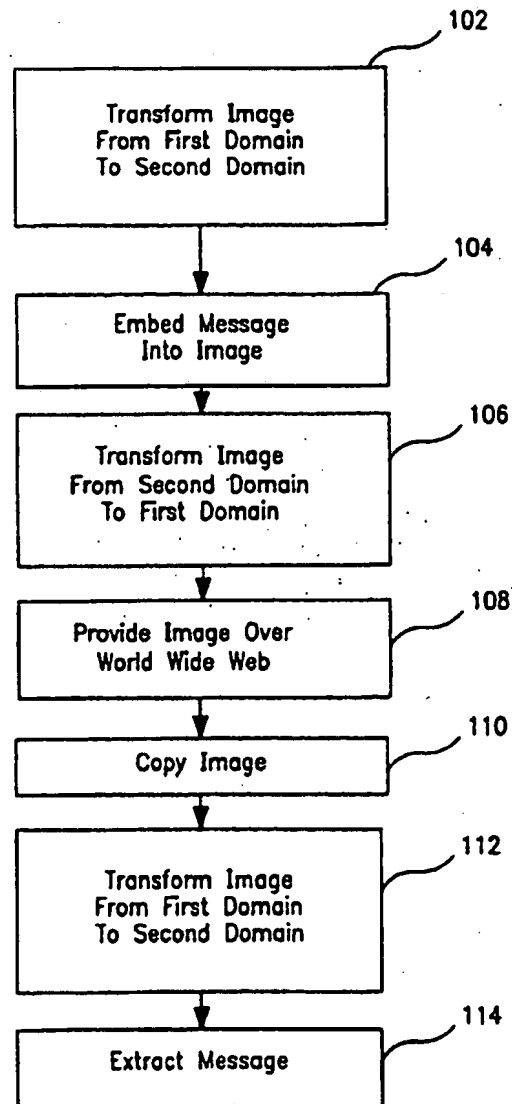 102
Transform Image
From First Domain
To Second Domain
104
Embed Message
Into Image
106
Transform Image
From Second Domain
To First Domain
108
Provide Image Over
World Wide Web
110
Copy Image
112
Transform Image
From First Domain
To Second Domain
114
Extract Message